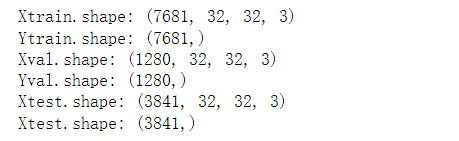 Xtrain.shape: (7681, 32, 32, 3)
Ytrain.shape: (7681,)
Xval.shape: (1280, 32, 32, 3)
Yval.shape: (1280,)
Xtest.shape: (3841, 32, 32, 3)
Xtest.shape: (3841,)